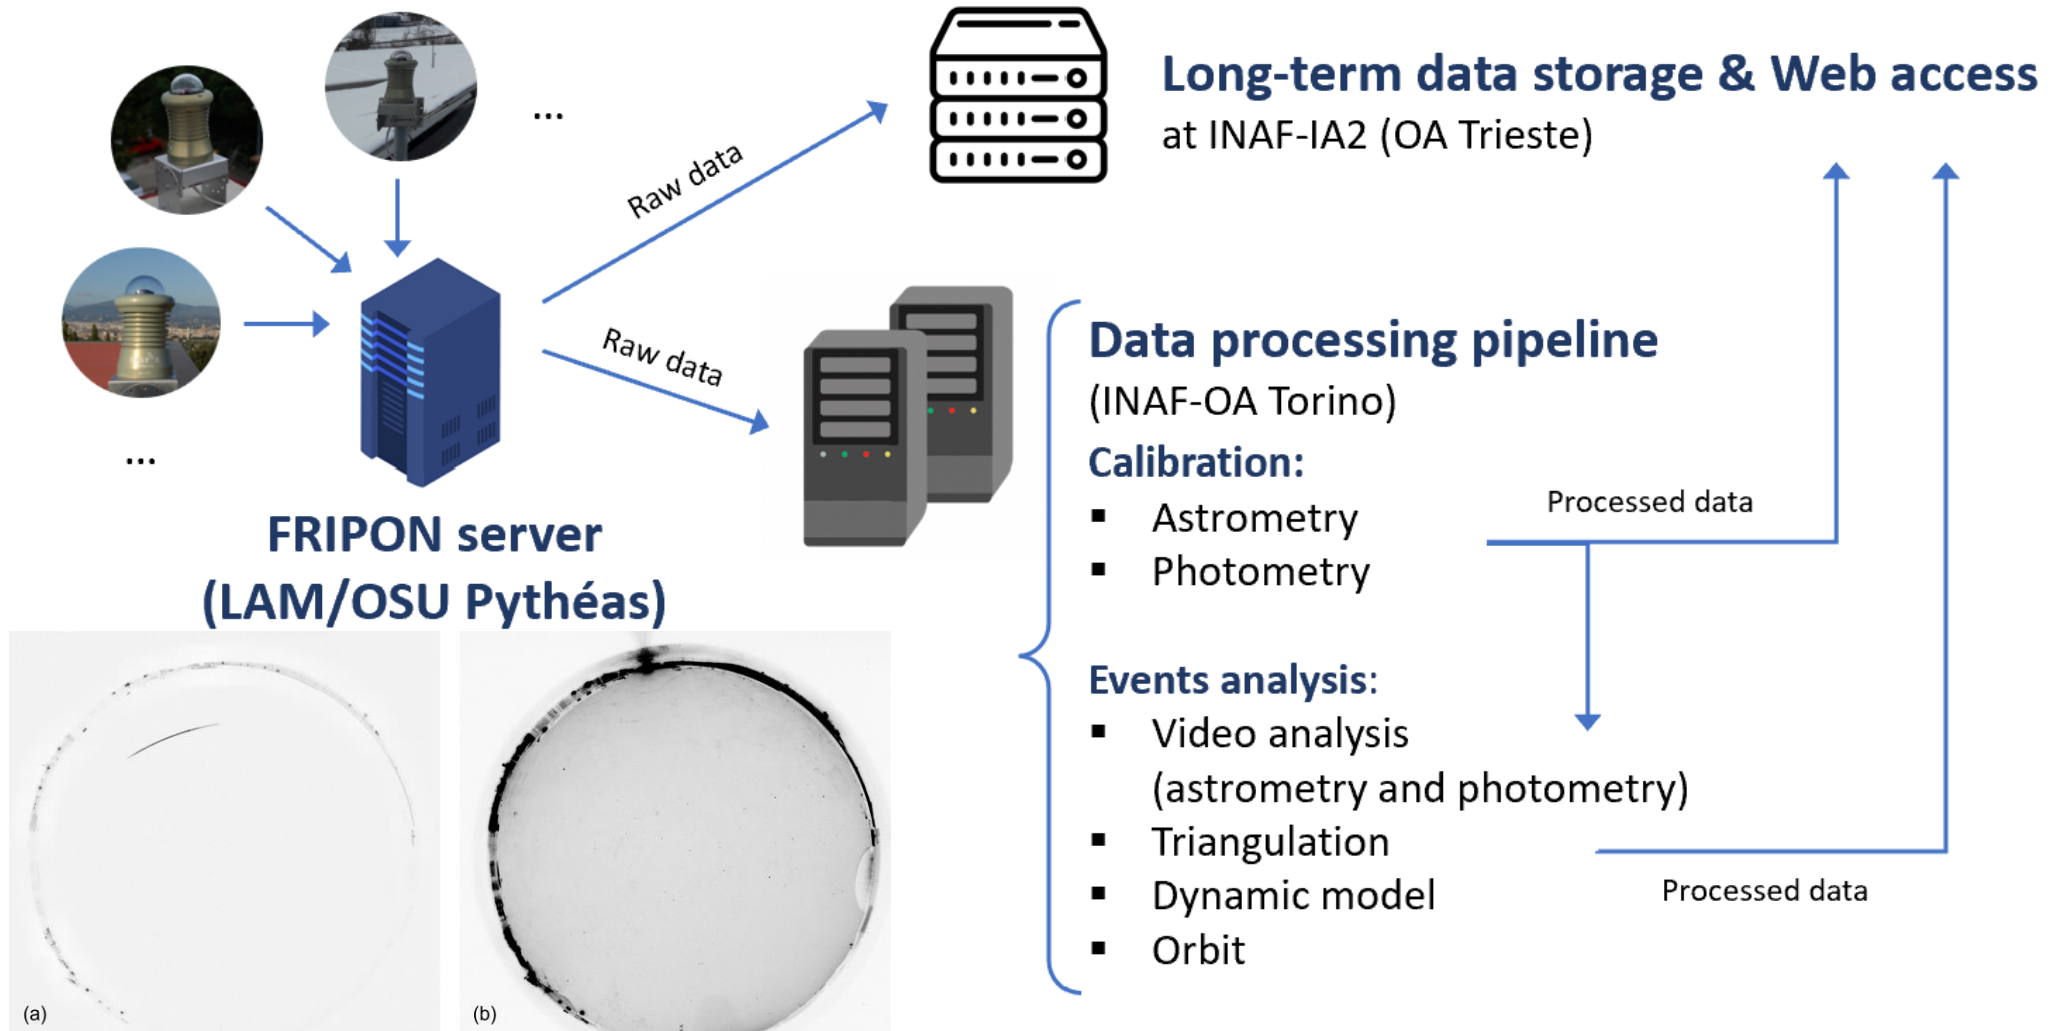 ...
Long-term data storage & Web access
at INAF-IA2 (OA Trieste)
Raw data
Raw data
...
FRIPON server
(LAM/OSU Pythéas)
Data processing pipeline
(INAF-OA Torino)
Calibration:
▪ Astrometry
▪ Photometry
Processed data
Events analysis:
▪ Video analysis
(astrometry and photometry)
▪ Triangulation
▪ Dynamic model
▪ Orbit
Processed data
(a)
(b)